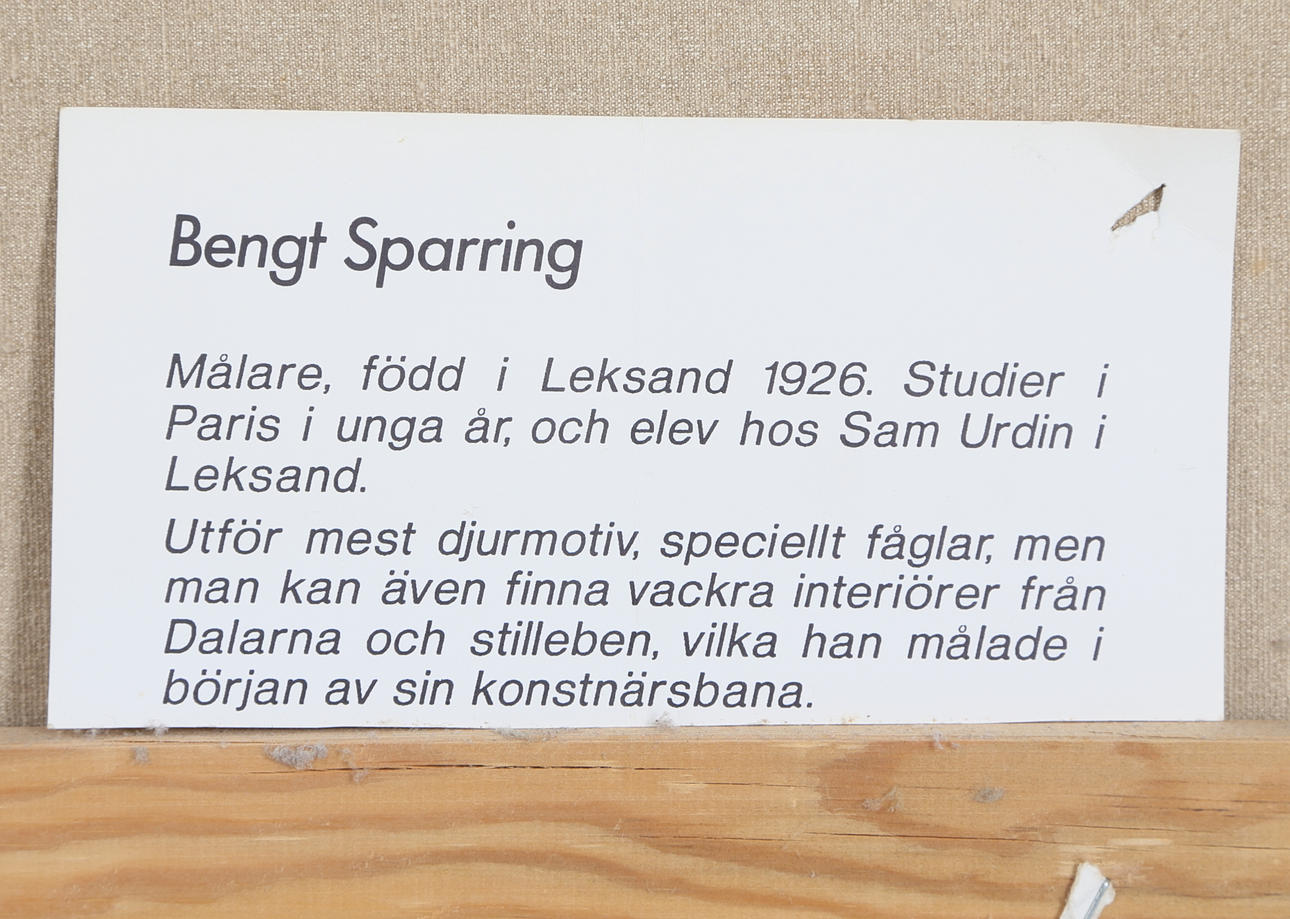 Bengt Sparring
Målare, född i Leksand 1926. Studier i
Paris i unga år, och elev hos Sam Urdin i
Leksand.
Utför mest djurmotiv, speciellt fåglar, men
man kan även finna vackra interiörer från
Dalarna och stilleben, vilka han målade i
början av sin konstnärsbana.